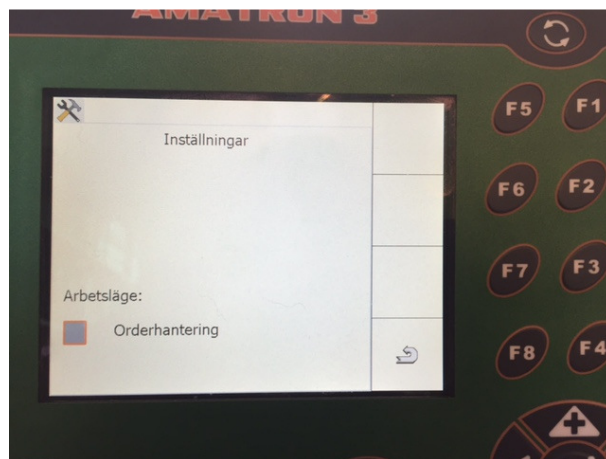 AMATRON 3
Inställningar
Arbetsläge:
Orderhantering
F5
F1
F6
F2
F7
F3
F8
F4